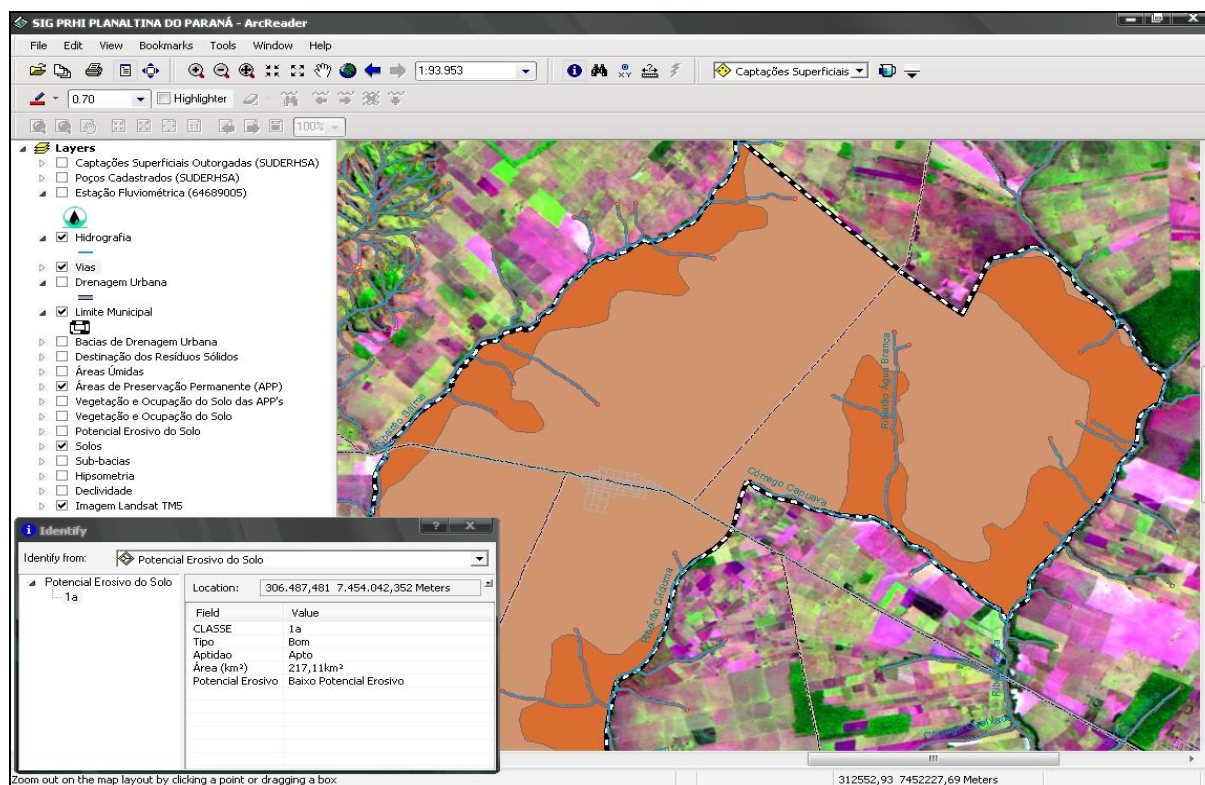 SIG PRHI PLANALTINA DO PARANÁ - ArcReader
File Edit View Bookmarks Tools Window Help
1:93.953
Captações Superficiais
0.70
Highlighter
100%
Layers
Captações Superficiais Outorgadas (SUDERHSA)
Poços Cadastrados (SUDERHSA)
Estação Fluviométrica (64689005)
Hidrografia
Vias
Drenagem Urbana
Limite Municipal
Bacias de Drenagem Urbana
Destinação dos Resíduos Sólidos
Áreas Úmidas
Áreas de Preservação Permanente (APP)
Vegetação e Ocupação do Solo das APP's
Vegetação e Ocupação do Solo
Potencial Erosivo do Solo
Solos
Sub-bacias
Hipsometria
Declividade
Imagem Landsat TM5
Ribeirão Água Branca
Córrego Capuava
Identify
Identify from: Potencial Erosivo do Solo
Potencial Erosivo do Solo
1a
Location: 306.487,481 7.454.042,352 Meters
Field Value
CLASSE 1a
Tipo Bom
Aptidao Apto
Área (km²) 217,11km²
Potencial Erosivo Baixo Potencial Erosivo
Zoom out on the map layout by clicking a point or dragging a box
312552,93 7452227,69 Meters